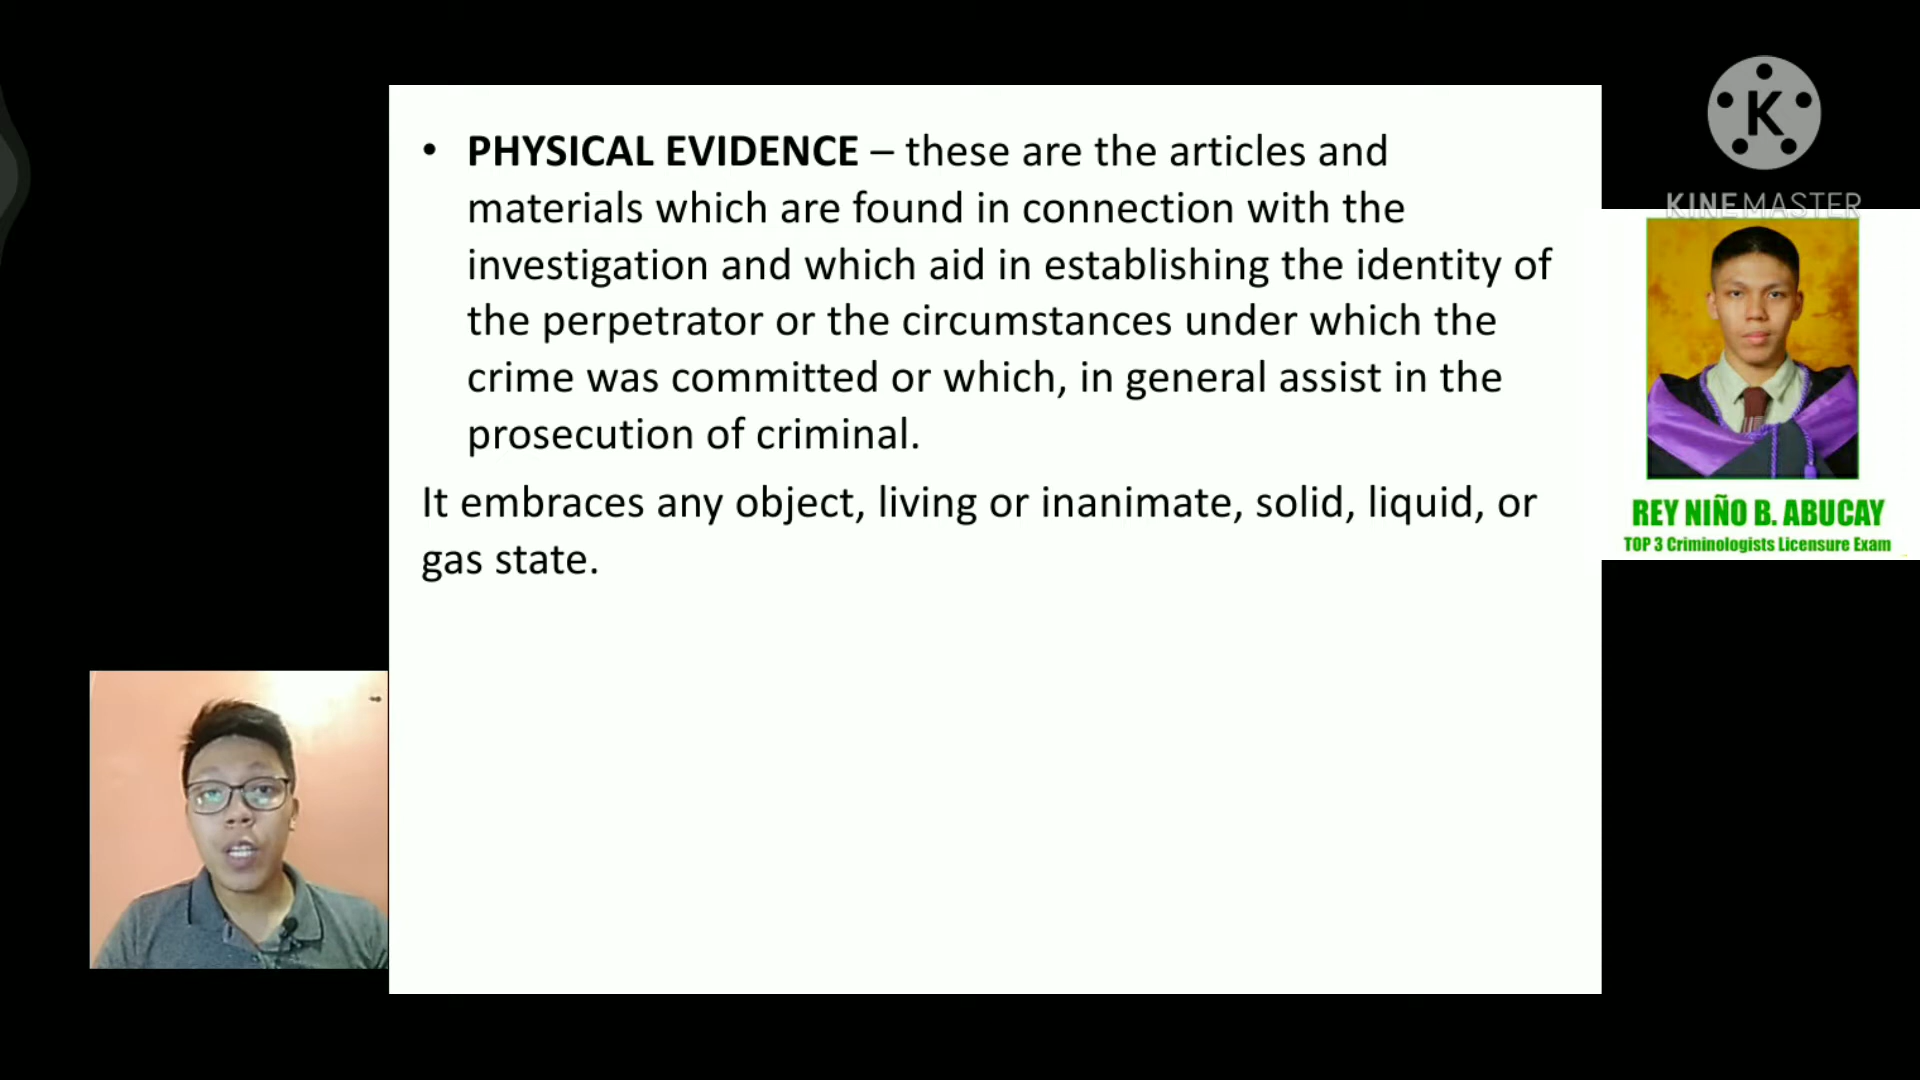 • PHYSICAL EVIDENCE – these are the articles and
materials which are found in connection with the
investigation and which aid in establishing the identity of
the perpetrator or the circumstances under which the
crime was committed or which, in general assist in the
prosecution of criminal.
It embraces any object, living or inanimate, solid, liquid, or
gas state.
K
KINEMASTER
REY NIÑO B. ABUCAY
TOP 3 Criminologists Licensure Exam